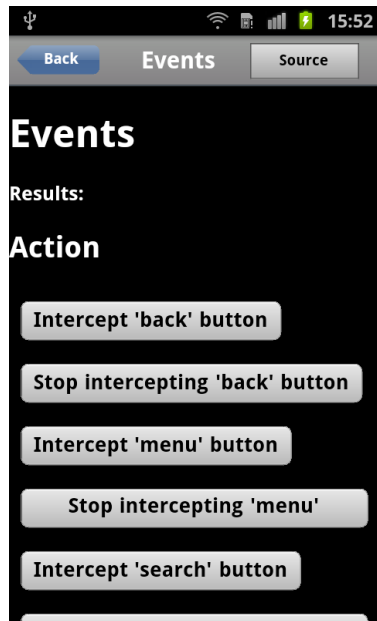 15:52
Back Events Source
Events
Results:
Action
Intercept 'back' button
Stop intercepting 'back' button
Intercept 'menu' button
Stop intercepting 'menu'
Intercept 'search' button